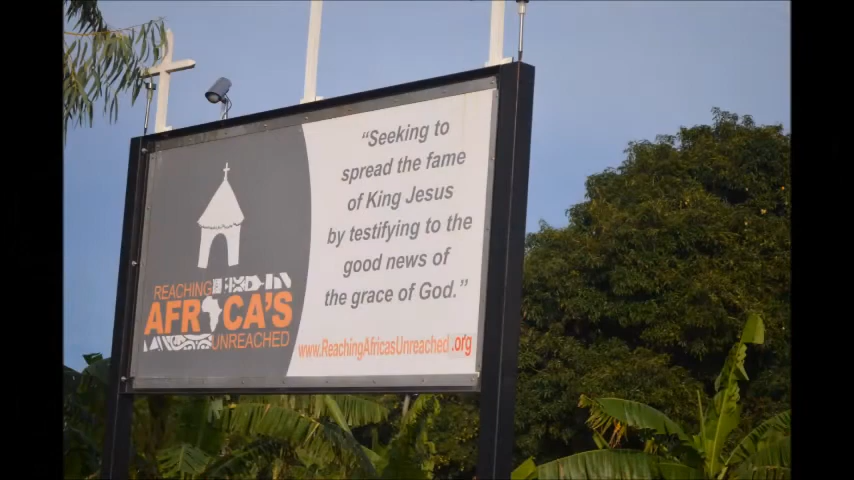 REACHING
AFRICA'S
UNREACHED
“Seeking to
spread the fame
of King Jesus
by testifying to the
good news of
the grace of God.”
www.ReachingAfricasUnreached.org